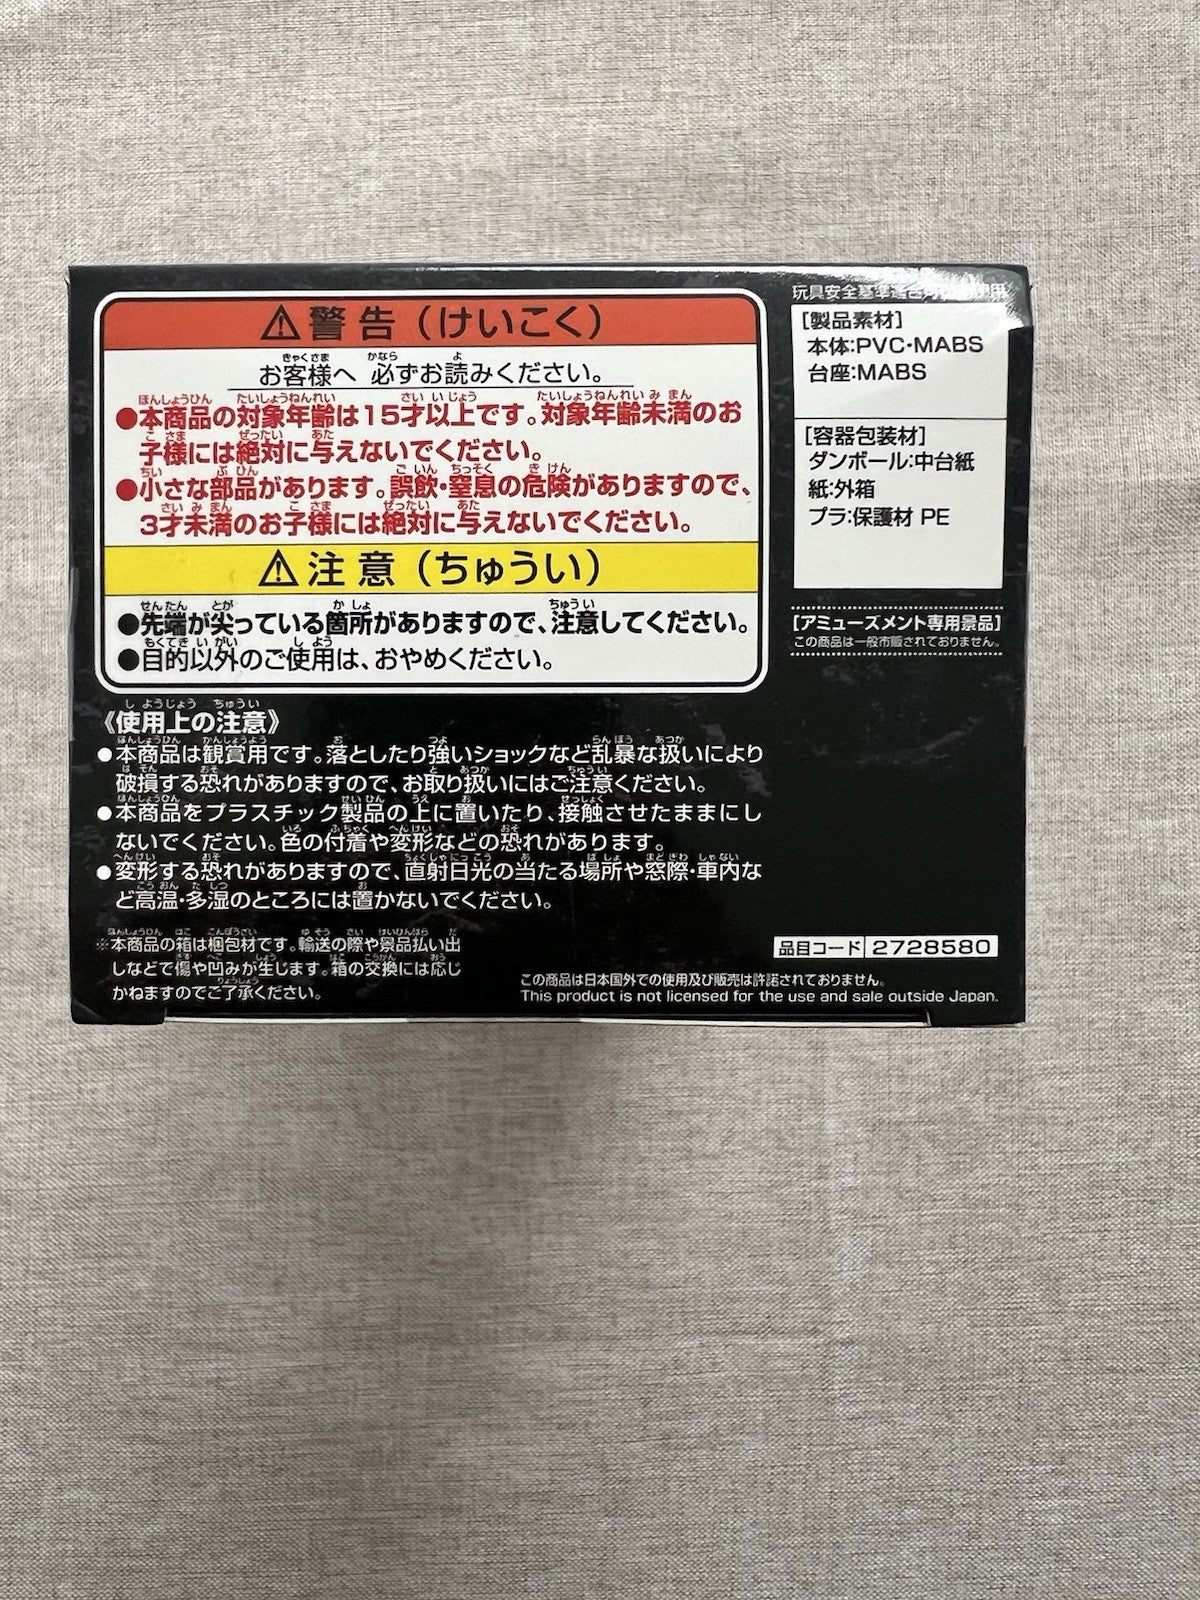 ⚠警告(けいこく)
お客様へ 必ずお読みください。
●本商品の対象年齢は15才以上です。対象年齢未満のお
子様には絶対に与えないでください。
●小さな部品があります。誤飲・窒息の危険がありますので、
3才未満のお子様には絶対に与えないでください。
⚠注意(ちゅうい)
●先端が尖っている箇所がありますので、注意してください。
●目的以外のご使用は、おやめください。
《使用上の注意》
●本商品は観賞用です。落としたり強いショックなど乱暴な扱いにより
破損する恐れがありますので、お取り扱いにはご注意ください。
●本商品をプラスチック製品の上に置いたり、接触させたままにし
ないでください。色の付着や変形などの恐れがあります。
●変形する恐れがありますので、直射日光の当たる場所や窓際・車内な
ど高温・多湿のところには置かないでください。
※本商品の箱は梱包材です。輸送の際や景品払い出
しなどで傷や凹みが生じます。箱の交換には応じ
かねますのでご了承ください。
玩具安全基準適合
[製品素材]
本体:PVC・MABS
台座:MABS
[容器包装材]
ダンボール:中台紙
紙:外箱
プラ:保護材 PE
[アミューズメント専用景品]
この商品は一般市販されておりません。
品目コード 2728580
この商品は日本国外での使用及び販売は許諾されておりません。
This product is not licensed for the use and sale outside Japan.